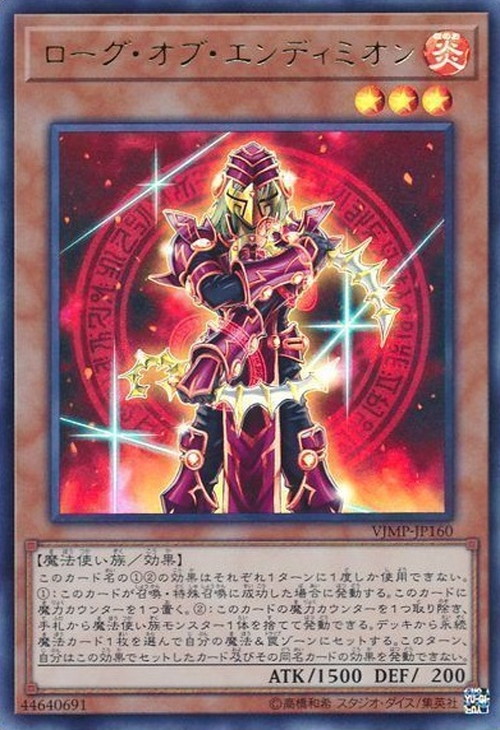 ローグ・オブ・エンディミオン
炎
VJMP-JP160
【魔法使い族/効果】
このカード名の①②の効果はそれぞれ1ターンに1度しか使用できない。
①:このカードが召喚・特殊召喚に成功した場合に発動する。このカードに
魔力カウンターを1つ置く。②:このカードの魔力カウンターを1つ取り除き、
手札から魔法使い族モンスター1体を捨てて発動できる。デッキから永続
魔法カード1枚を選んで自分の魔法&罠ゾーンにセットする。このターン、
自分はこの効果でセットしたカード及びその同名カードの効果を発動できない。
ATK/1500 DEF/ 200
44640691
©高橋和希 スタジオ・ダイス/集英社